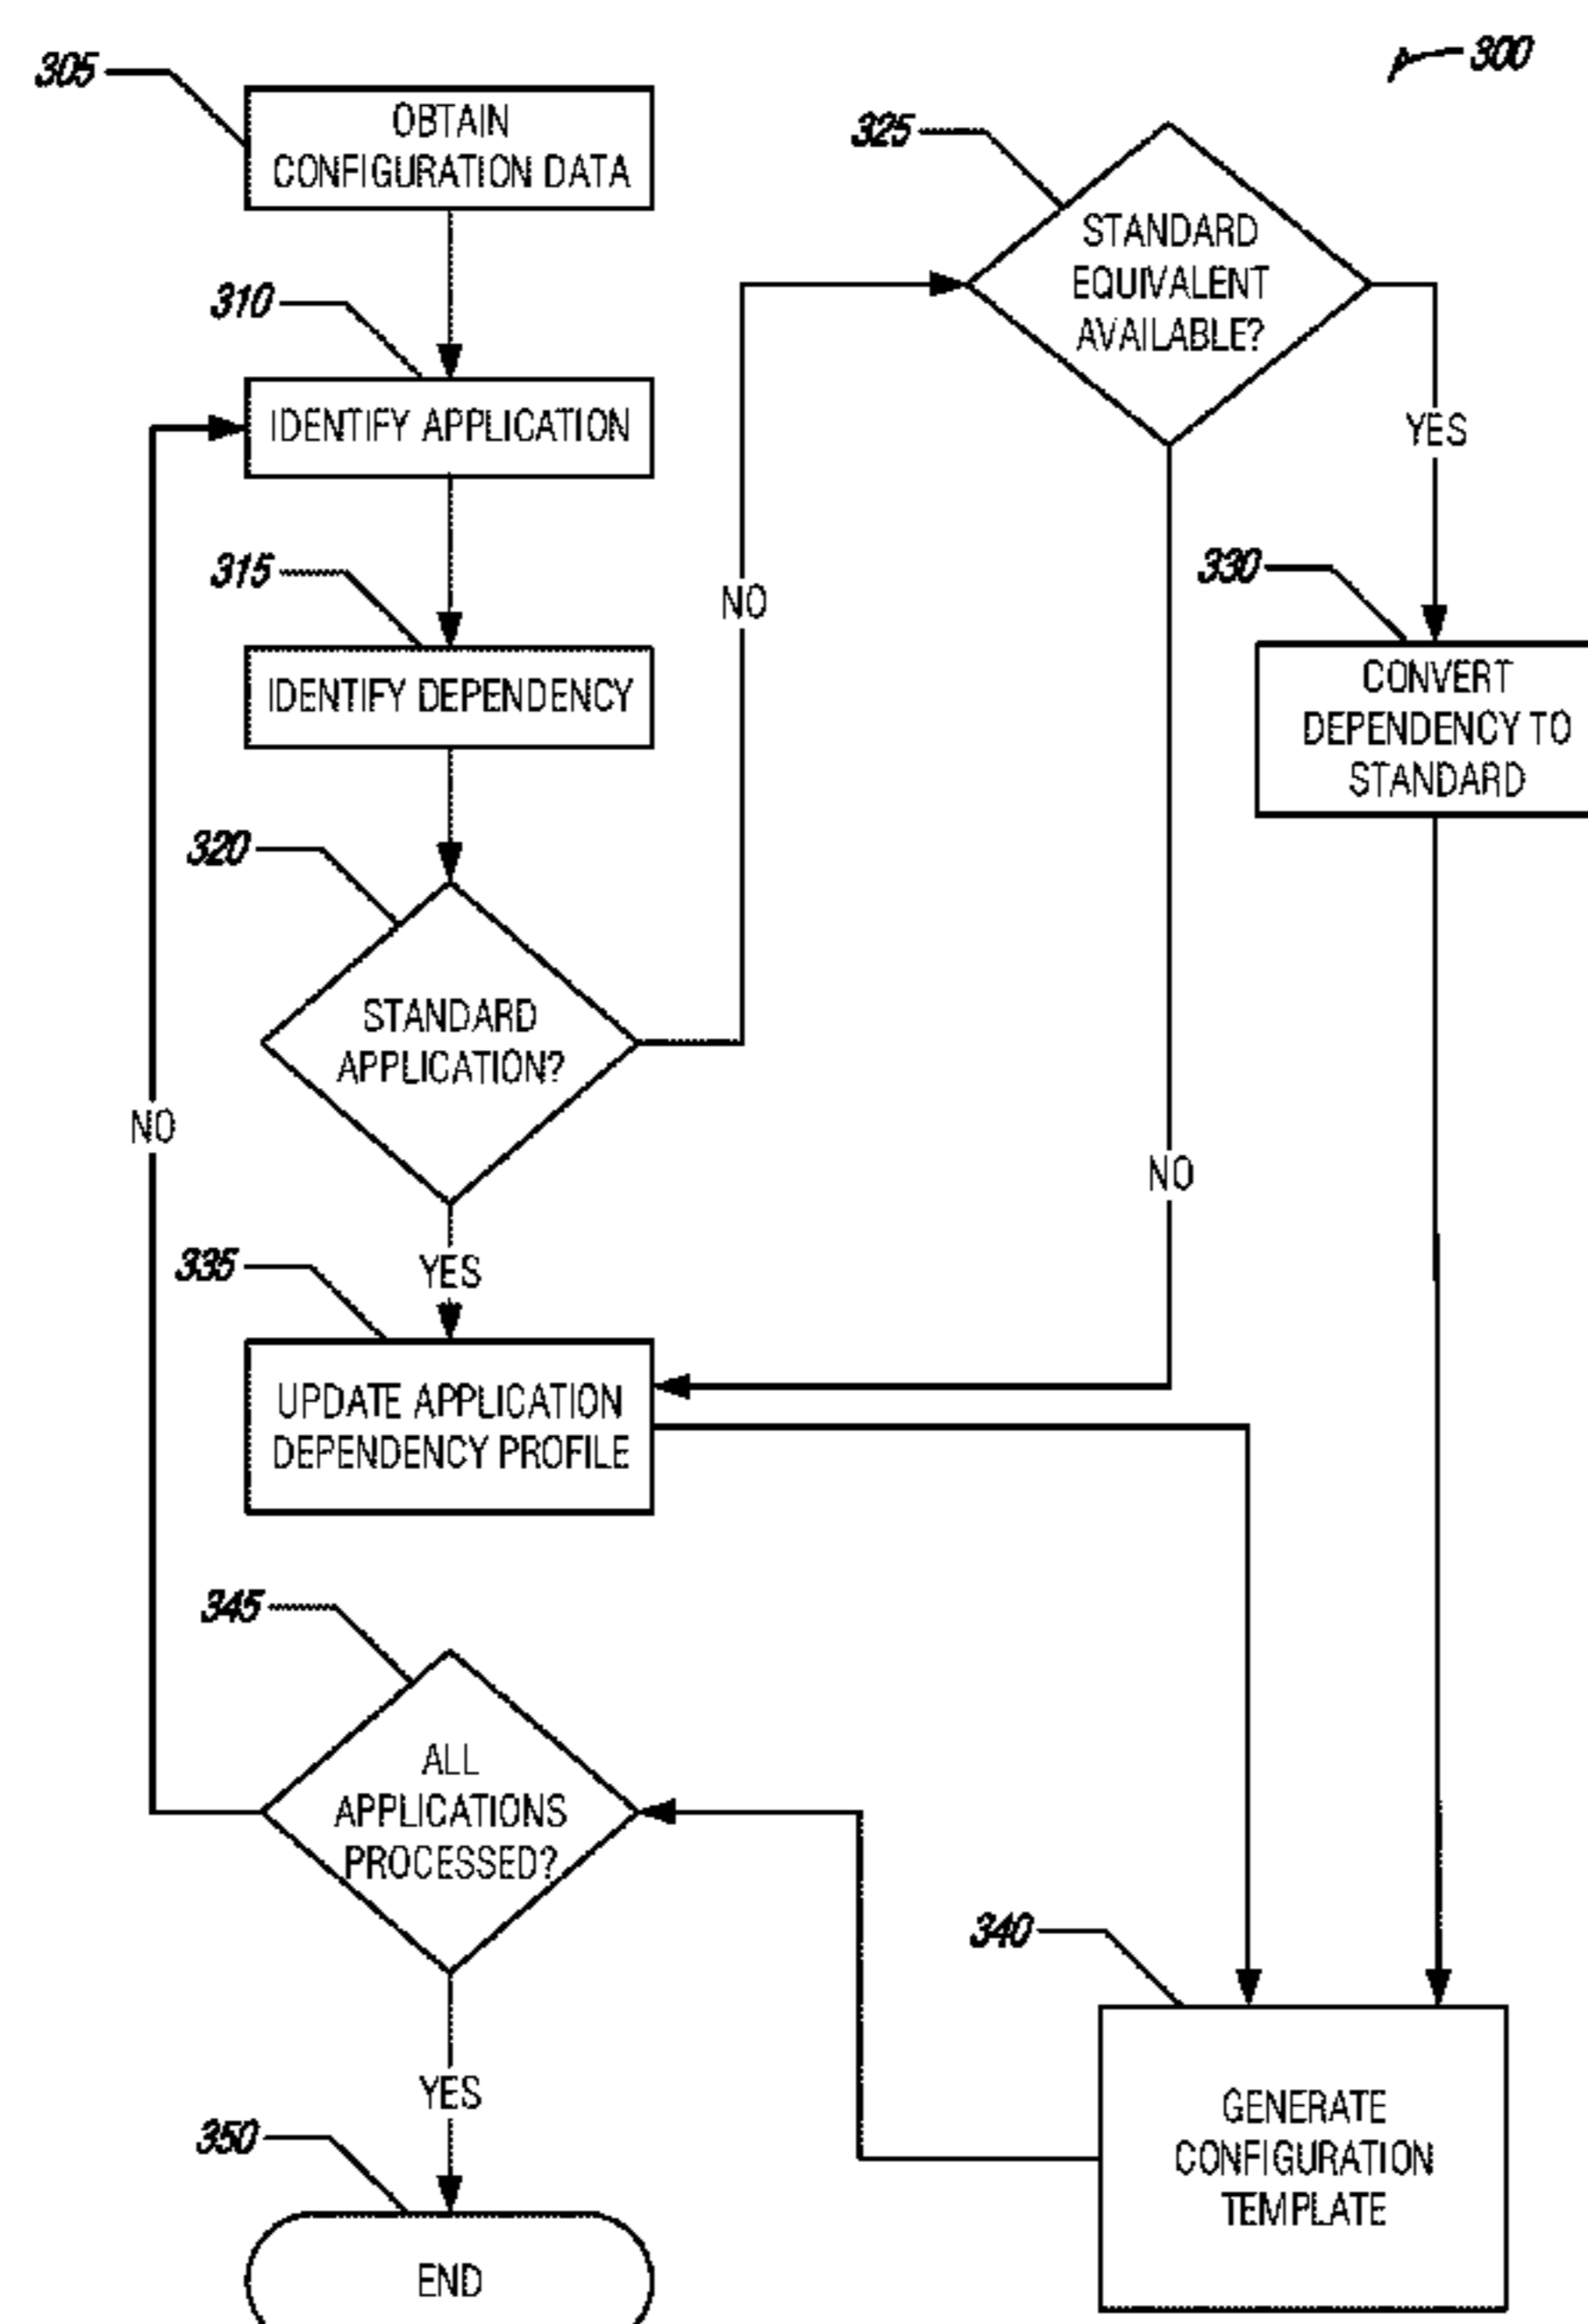 300
305
OBTAIN
CONFIGURATION DATA
310
IDENTIFY APPLICATION
315
IDENTIFY DEPENDENCY
320
STANDARD
APPLICATION?
NO
YES
325
STANDARD
EQUIVALENT
AVAILABLE?
YES
NO
330
CONVERT
DEPENDENCY TO
STANDARD
335
UPDATE APPLICATION
DEPENDENCY PROFILE
340
GENERATE
CONFIGURATION
TEMPLATE
345
ALL
APPLICATIONS
PROCESSED?
NO
YES
350
END